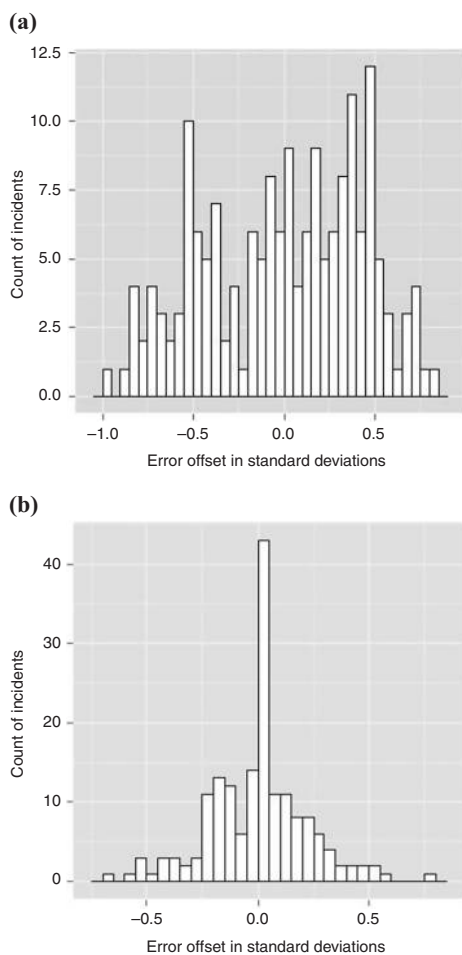 (a)
12.5
10.0
7.5
5.0
2.5
0.0
Count of incidents
−1.0 −0.5 0.0 0.5
Error offset in standard deviations
(b)
40
30
20
10
0
Count of incidents
−0.5 0.0 0.5
Error offset in standard deviations